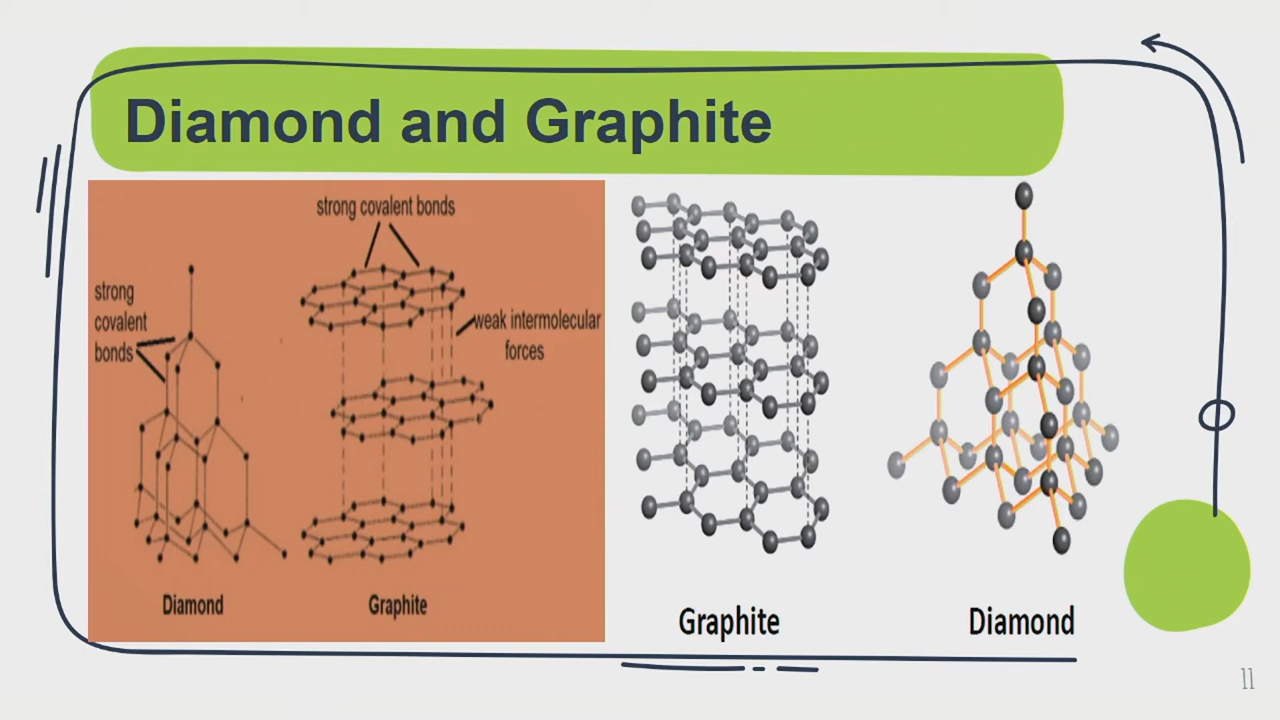 Diamond and Graphite
strong covalent bonds
strong
covalent
bonds
weak intermolecular
forces
Diamond
Graphite
Graphite
Diamond
11